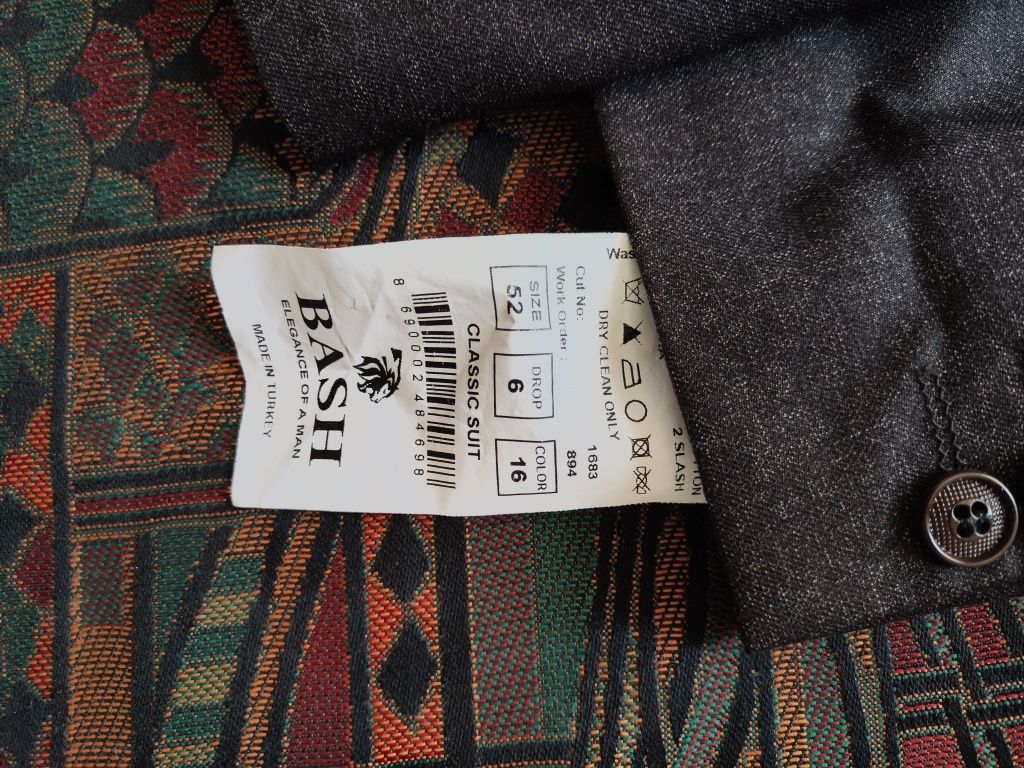 2 SLASH
DRY CLEAN ONLY
Cut No: 1683
Work Order : 894
SIZE DROP COLOR
52 6 16
CLASSIC SUIT
8 690002 484698
BASH
ELEGANCE OF A MAN
MADE IN TURKEY